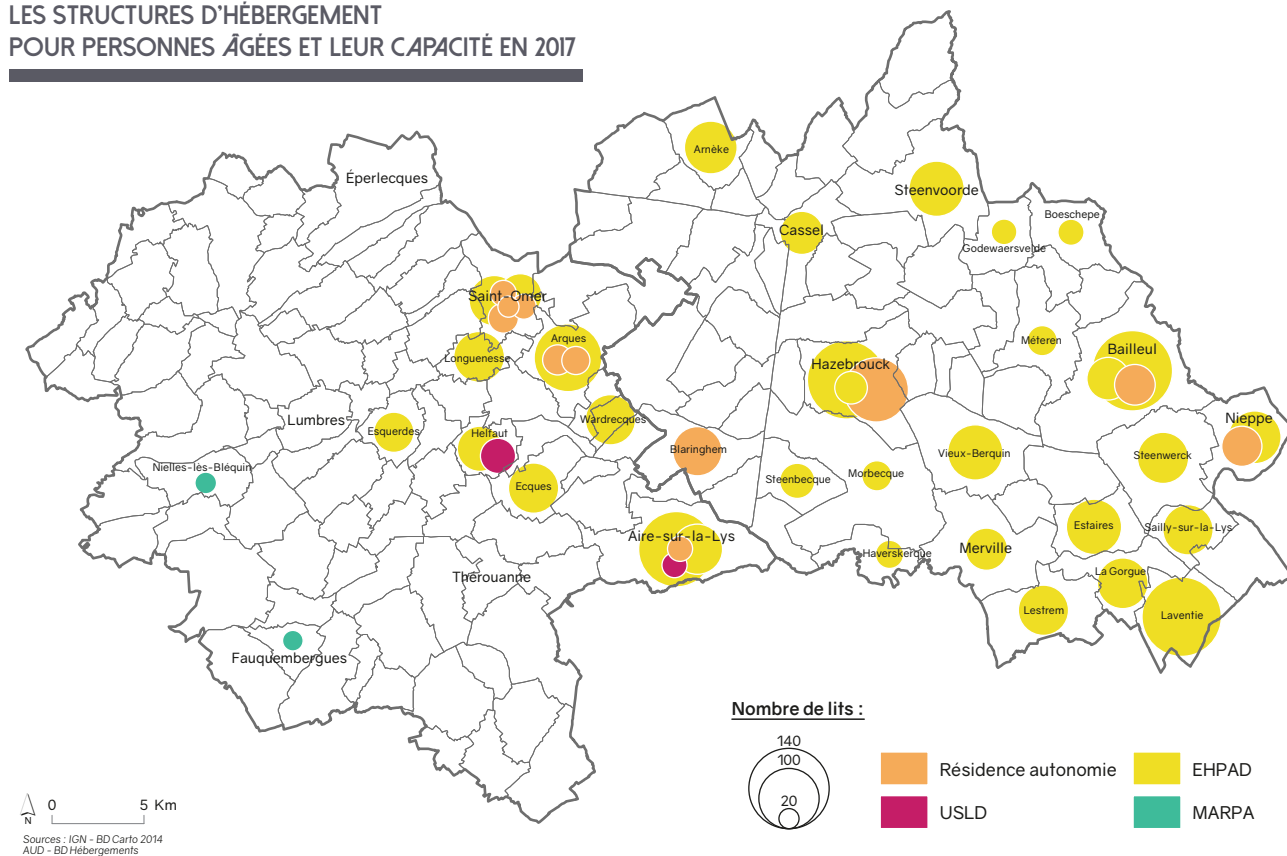 LES STRUCTURES D'HÉBERGEMENT
POUR PERSONNES ÂGÉES ET LEUR CAPACITÉ EN 2017
Éperlecques
Arnèke
Steenvoorde
Cassel
Boeschepe
Godewaersvelde
Saint-Omer
Arques
Longuenesse
Méteren
Bailleul
Hazebrouck
Lumbres
Esquerdes
Helfaut
Wardrecques
Nieppe
Blaringhem
Vieux-Berquin
Steenwerck
Nielles-lès-Bléquin
Ecques
Steenbecque
Morbecque
Estaires
Sailly-sur-la-Lys
Aire-sur-la-Lys
Haverskerque
Merville
Thérouanne
La Gorgue
Lestrem
Laventie
Fauquembergues
Nombre de lits :
140
100
20
Résidence autonomie
EHPAD
USLD
MARPA
N
0 5 Km
Sources : IGN - BD Carto 2014
AUD - BD Hébergements